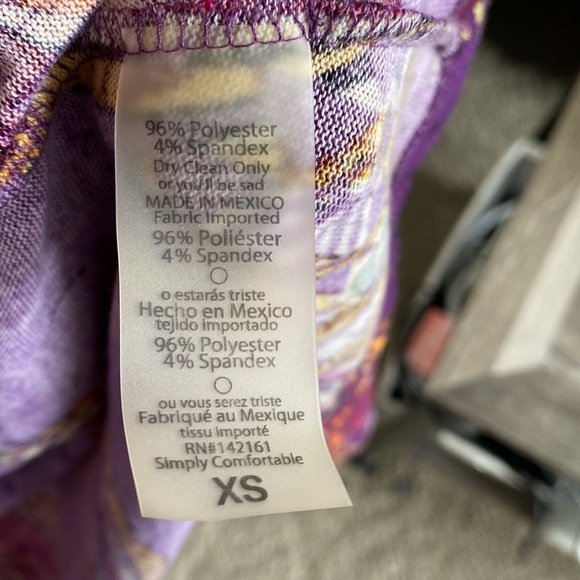 96% Polyester
4% Spandex
Dry Clean Only
or you'll be sad
MADE IN MEXICO
Fabric Imported
96% Poliéster
4% Spandex
o estarás triste
Hecho en Mexico
tejido importado
96% Polyester
4% Spandex
ou vous serez triste
Fabriqué au Mexique
tissu importé
RN#142161
Simply Comfortable
XS